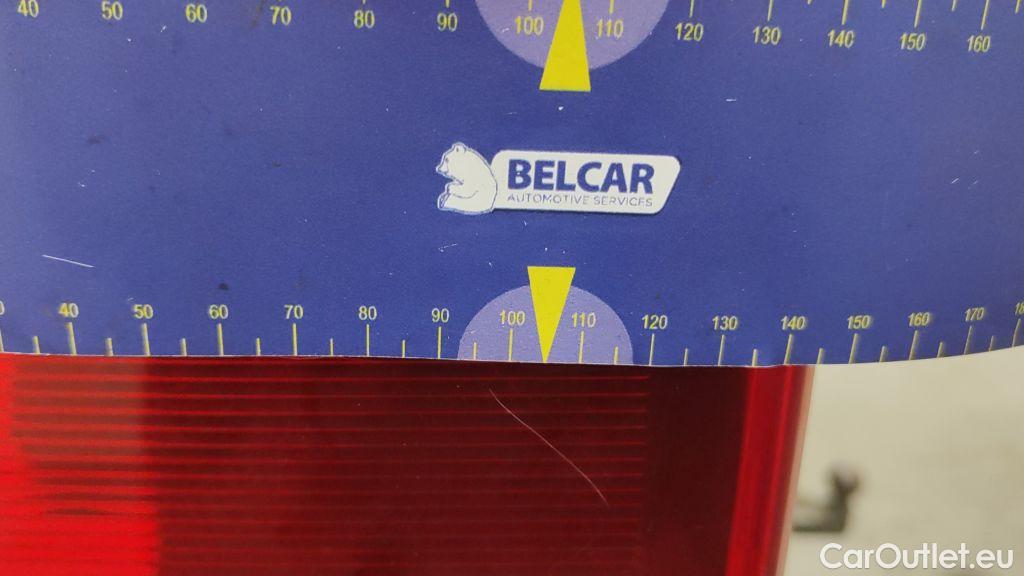 40 50 60 70 80 90 100 110 120 130 140 150 160
BELCAR
AUTOMOTIVE SERVICES
40 50 60 70 80 90 100 110 120 130 140 150 160 170
CarOutlet.eu